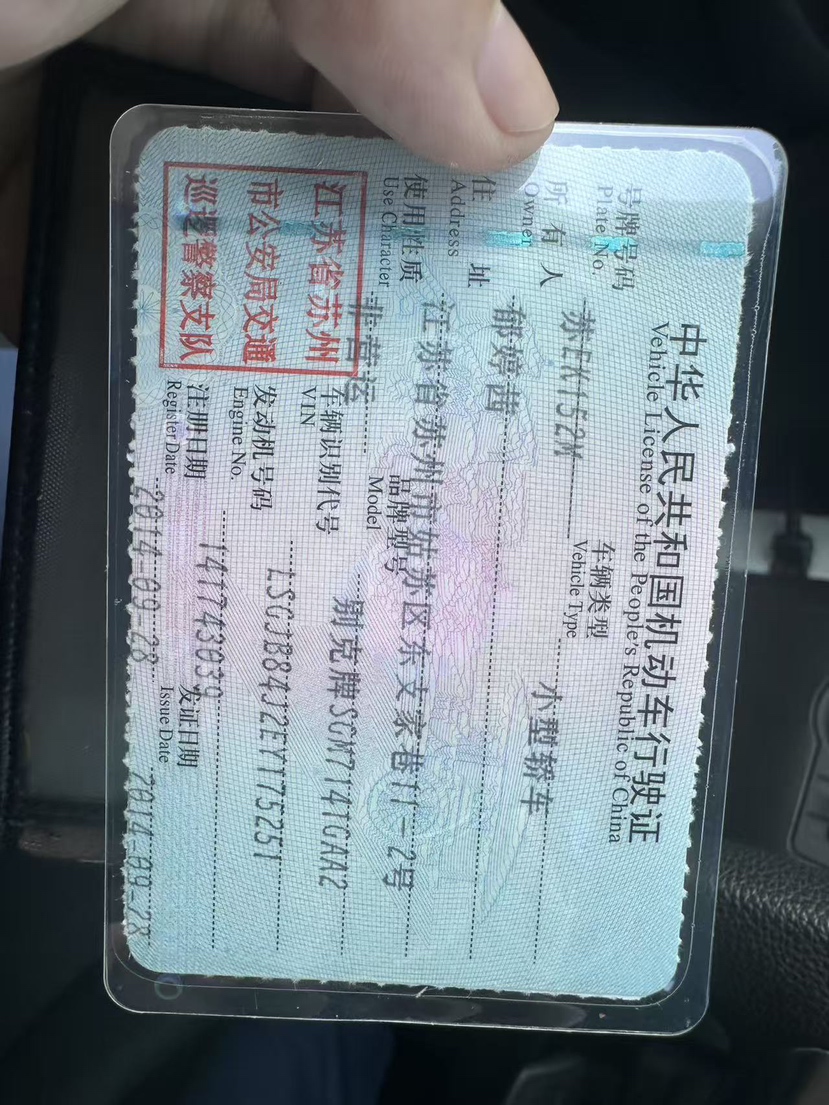 中华人民共和国机动车行驶证
Vehicle License of the People's Republic of China
号牌号码 苏EK152M 车辆类型 小型轿车
Plate No. Vehicle Type
所有人 郁婷茜
Owner
住址 江苏省苏州市姑苏区东支家巷11-2号
Address
使用性质 非营运 品牌型号 别克牌SGM7141GAA2
Use Character Model
江苏省苏州
市公安局交通
巡逻警察支队
车辆识别代号 LSGJB84J2EY175251
VIN
发动机号码 141743030
Engine No.
注册日期 2014-09-28 发证日期 2014-09-28
Register Date Issue Date